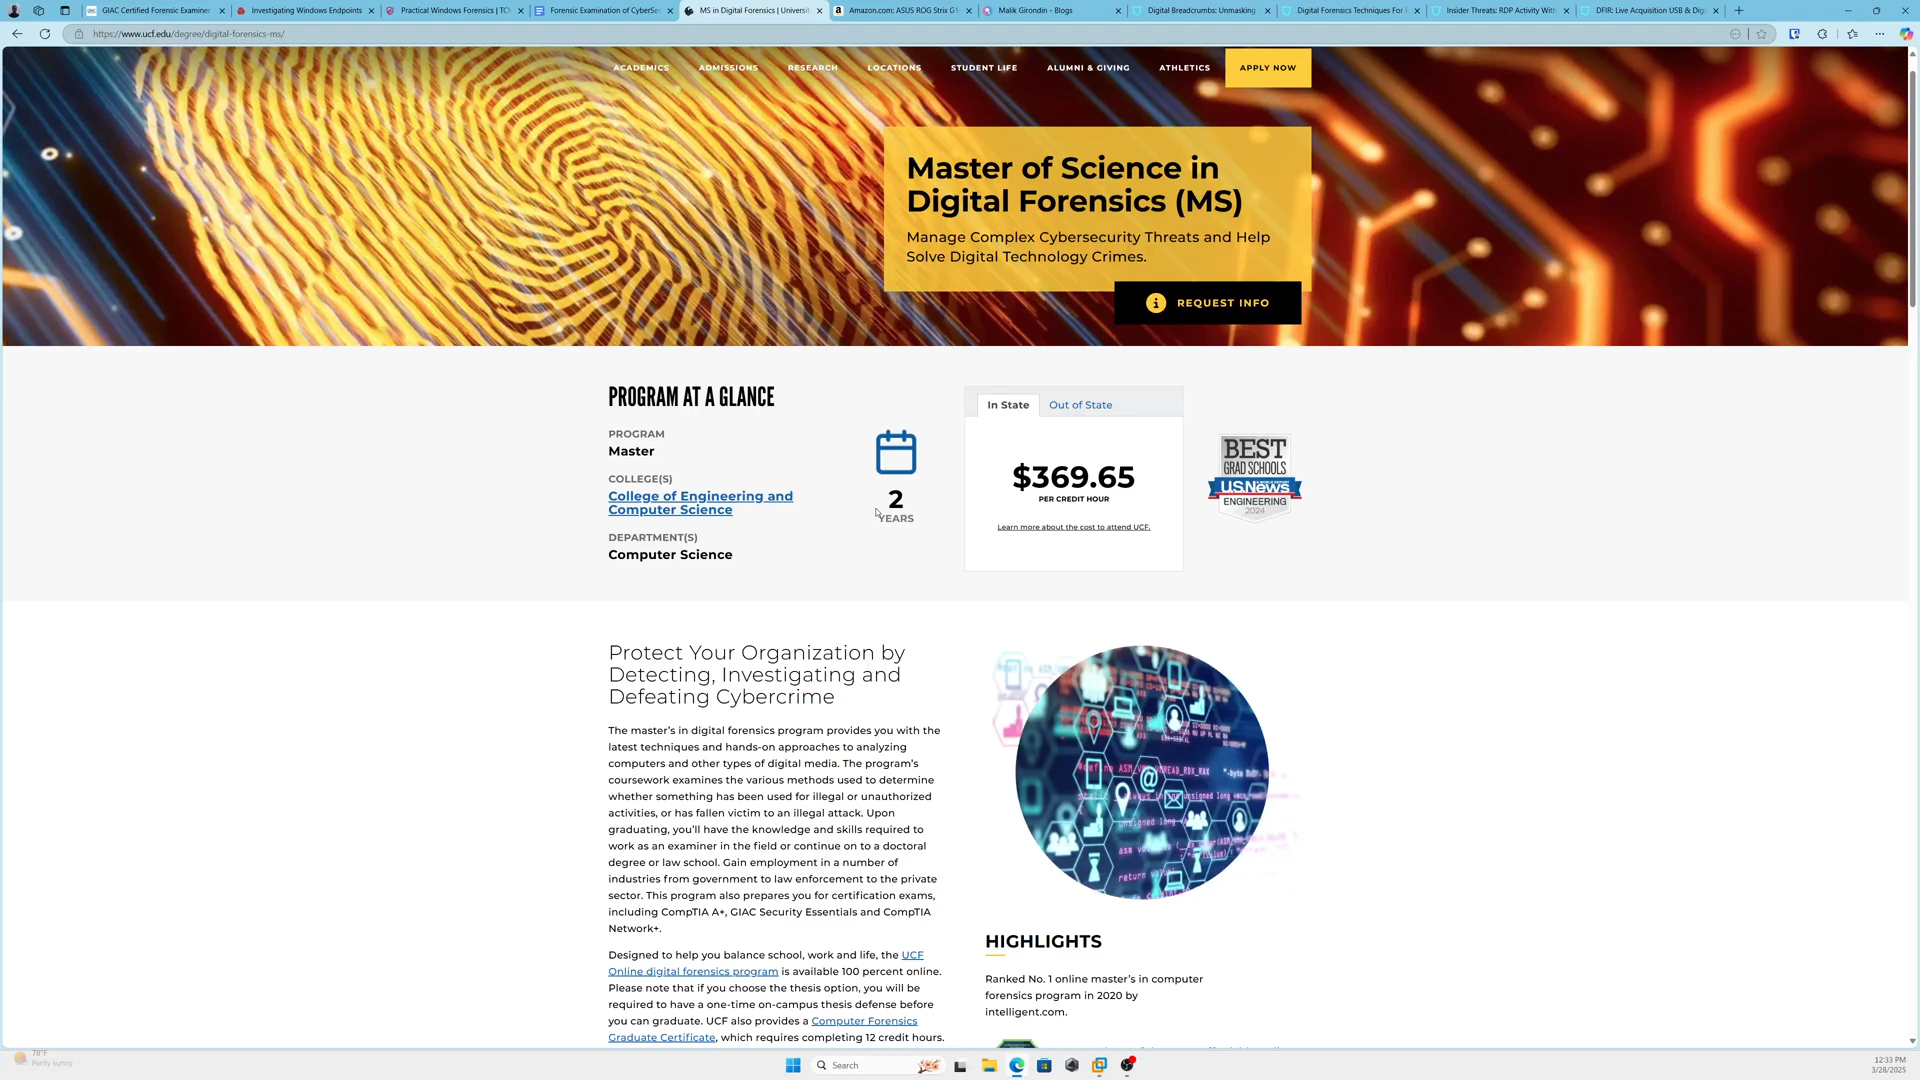 GIAC Certified Forensic Examiner
Investigating Windows Endpoints
Practical Windows Forensics | TCM
Forensic Examination of CyberSec
MS in Digital Forensics | Universit
Amazon.com: ASUS ROG Strix G1
Malik Girondin - Blogs
Digital Breadcrumbs: Unmasking
Digital Forensics Techniques For F
Insider Threats: RDP Activity With
DFIR: Live Acquisition USB & Digi
https://www.ucf.edu/degree/digital-forensics-ms/
ACADEMICS
ADMISSIONS
RESEARCH
LOCATIONS
STUDENT LIFE
ALUMNI & GIVING
ATHLETICS
APPLY NOW
Master of Science in
Digital Forensics (MS)
Manage Complex Cybersecurity Threats and Help
Solve Digital Technology Crimes.
REQUEST INFO
PROGRAM AT A GLANCE
PROGRAM
Master
COLLEGE(S)
College of Engineering and
Computer Science
DEPARTMENT(S)
Computer Science
2
YEARS
In State
Out of State
$369.65
PER CREDIT HOUR
Learn more about the cost to attend UCF.
BEST
GRAD SCHOOLS
U.S.News
ENGINEERING
2024
Protect Your Organization by
Detecting, Investigating and
Defeating Cybercrime
The master's in digital forensics program provides you with the
latest techniques and hands-on approaches to analyzing
computers and other types of digital media. The program's
coursework examines the various methods used to determine
whether something has been used for illegal or unauthorized
activities, or has fallen victim to an illegal attack. Upon
graduating, you'll have the knowledge and skills required to
work as an examiner in the field or continue on to a doctoral
degree or law school. Gain employment in a number of
industries from government to law enforcement to the private
sector. This program also prepares you for certification exams,
including CompTIA A+, GIAC Security Essentials and CompTIA
Network+.
Designed to help you balance school, work and life, the UCF
Online digital forensics program is available 100 percent online.
Please note that if you choose the thesis option, you will be
required to have a one-time on-campus thesis defense before
you can graduate. UCF also provides a Computer Forensics
Graduate Certificate, which requires completing 12 credit hours.
HIGHLIGHTS
Ranked No. 1 online master's in computer
forensics program in 2020 by
intelligent.com.
78°F
Partly sunny
Search
12:33 PM
3/28/2025